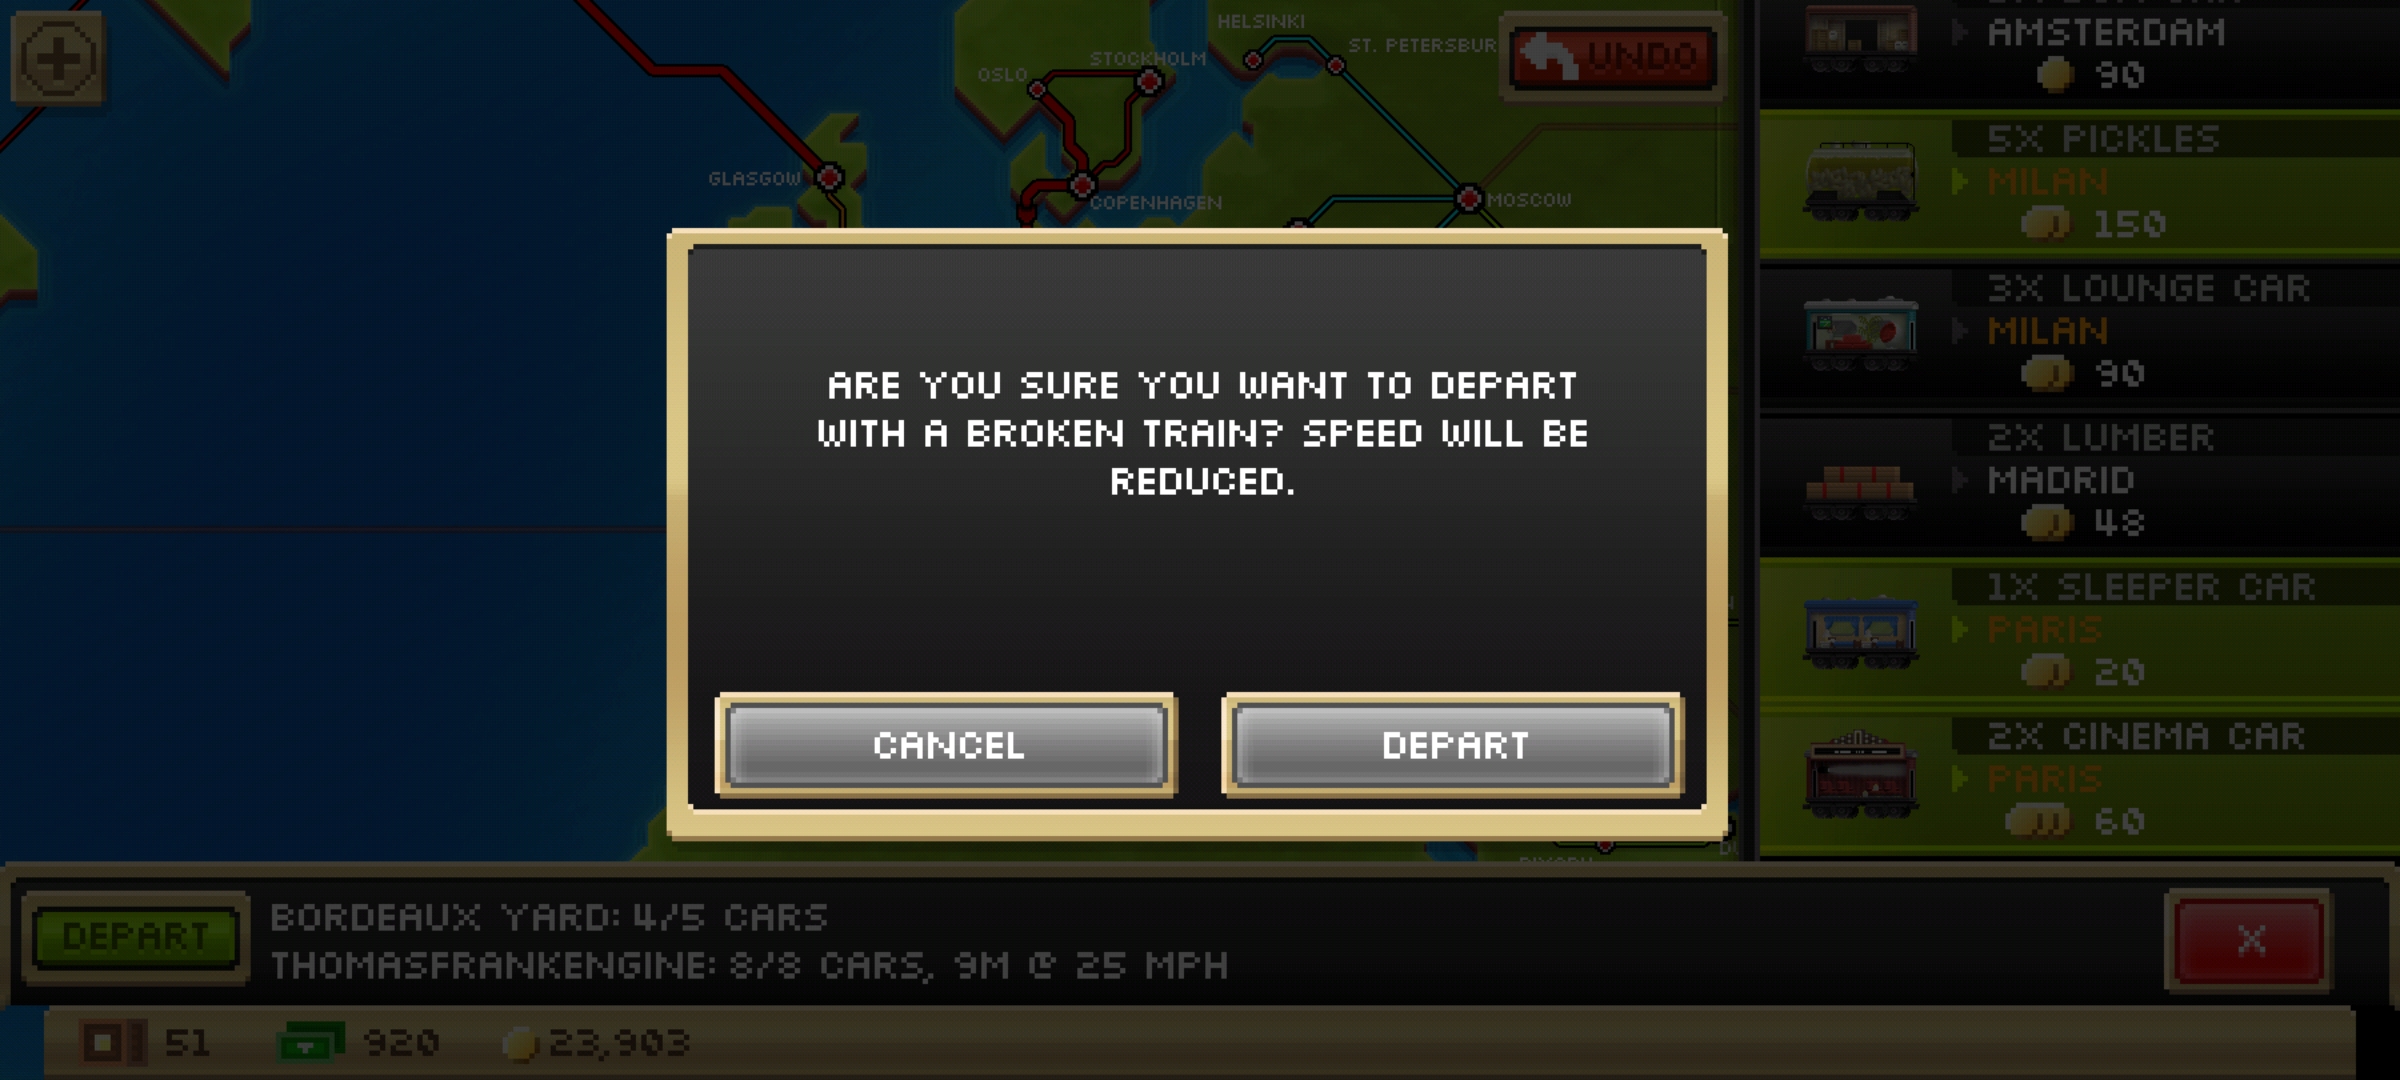 HELSINKI
ST. PETERSBUR
STOCKHOLM
OSLO
GLASGOW
COPENHAGEN
MOSCOW
UNDO
AMSTERDAM
90
5X PICKLES
MILAN
150
3X LOUNGE CAR
MILAN
90
2X LUMBER
MADRID
48
1X SLEEPER CAR
PARIS
20
2X CINEMA CAR
PARIS
60
ARE YOU SURE YOU WANT TO DEPART
WITH A BROKEN TRAIN? SPEED WILL BE
REDUCED.
CANCEL
DEPART
DEPART
BORDEAUX YARD: 4/5 CARS
THOMASFRANKENGINE: 8/8 CARS, 9M @ 25 MPH
X
51
920
23,903